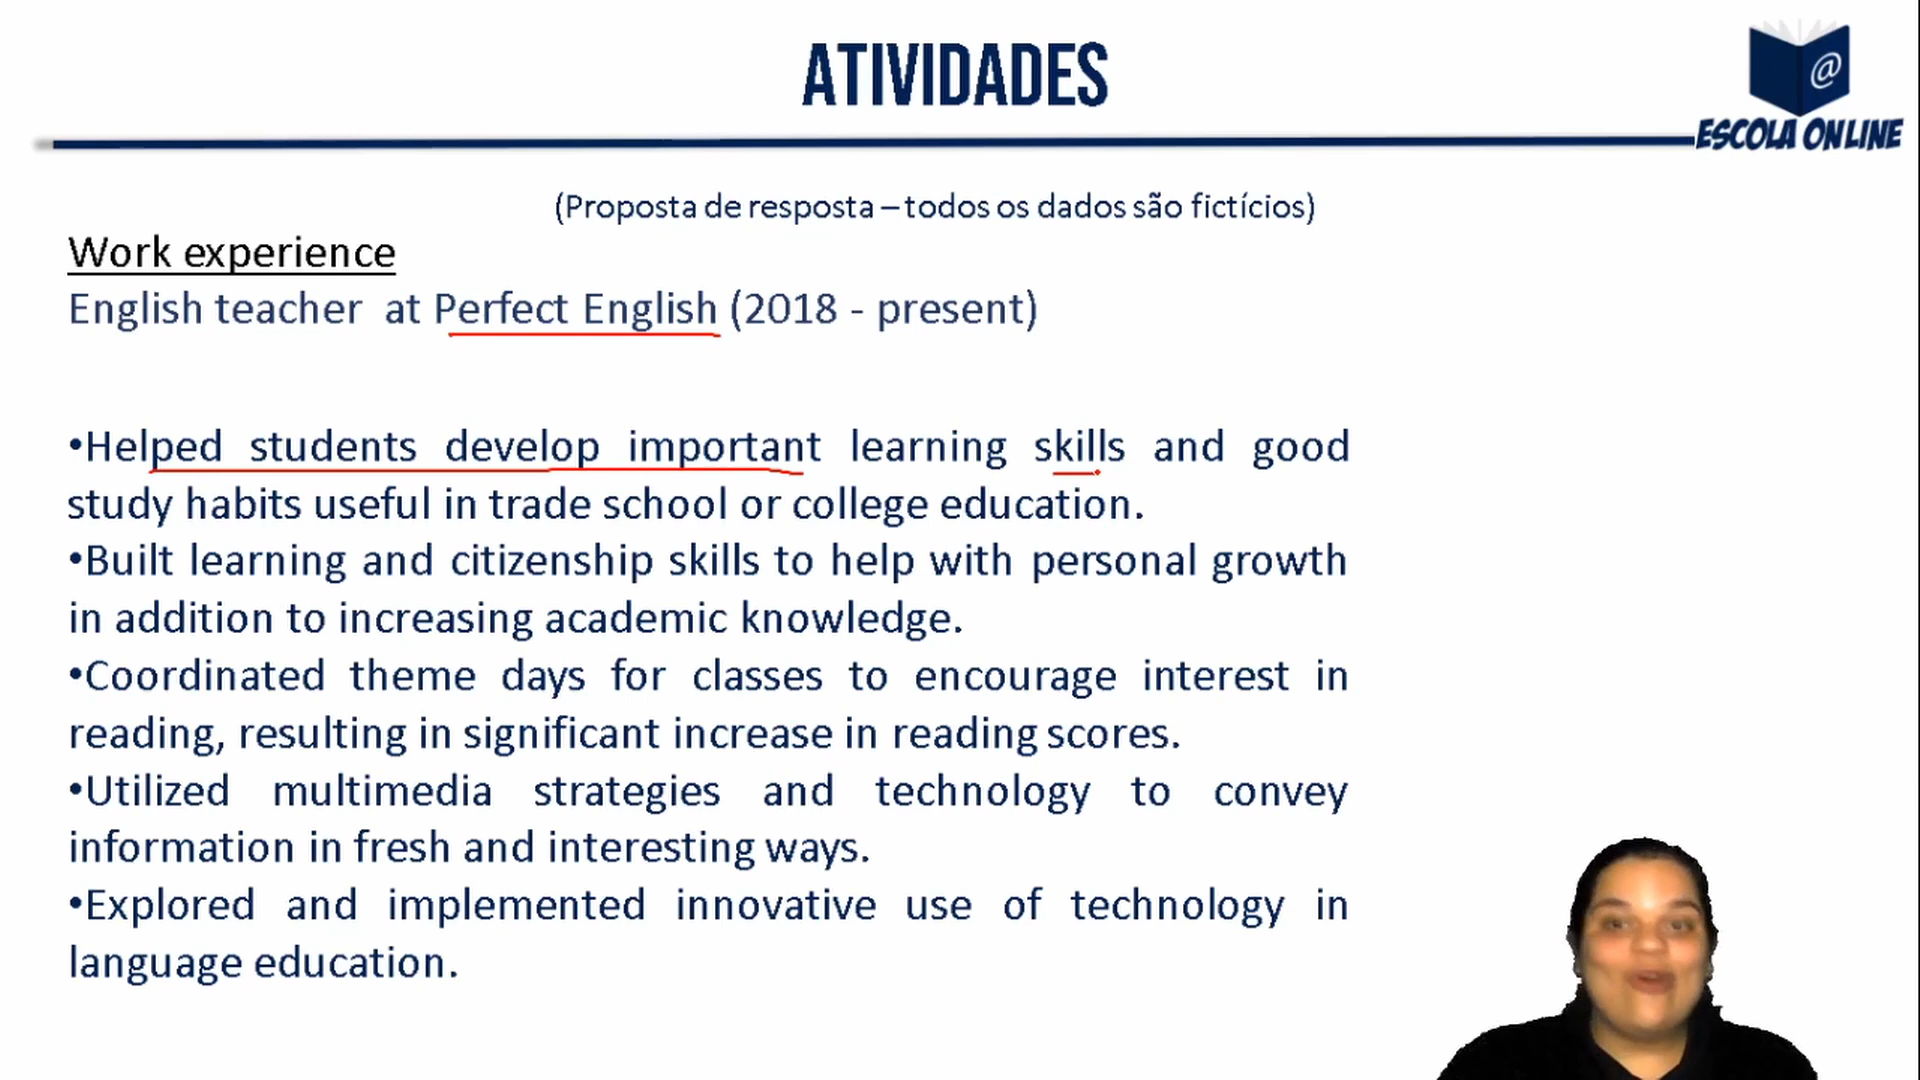 ATIVIDADES
@
ESCOLA ONLINE
(Proposta de resposta – todos os dados são fictícios)
Work experience
English teacher at Perfect English (2018 - present)
•Helped students develop important learning skills and good
study habits useful in trade school or college education.
•Built learning and citizenship skills to help with personal growth
in addition to increasing academic knowledge.
•Coordinated theme days for classes to encourage interest in
reading, resulting in significant increase in reading scores.
•Utilized multimedia strategies and technology to convey
information in fresh and interesting ways.
•Explored and implemented innovative use of technology in
language education.